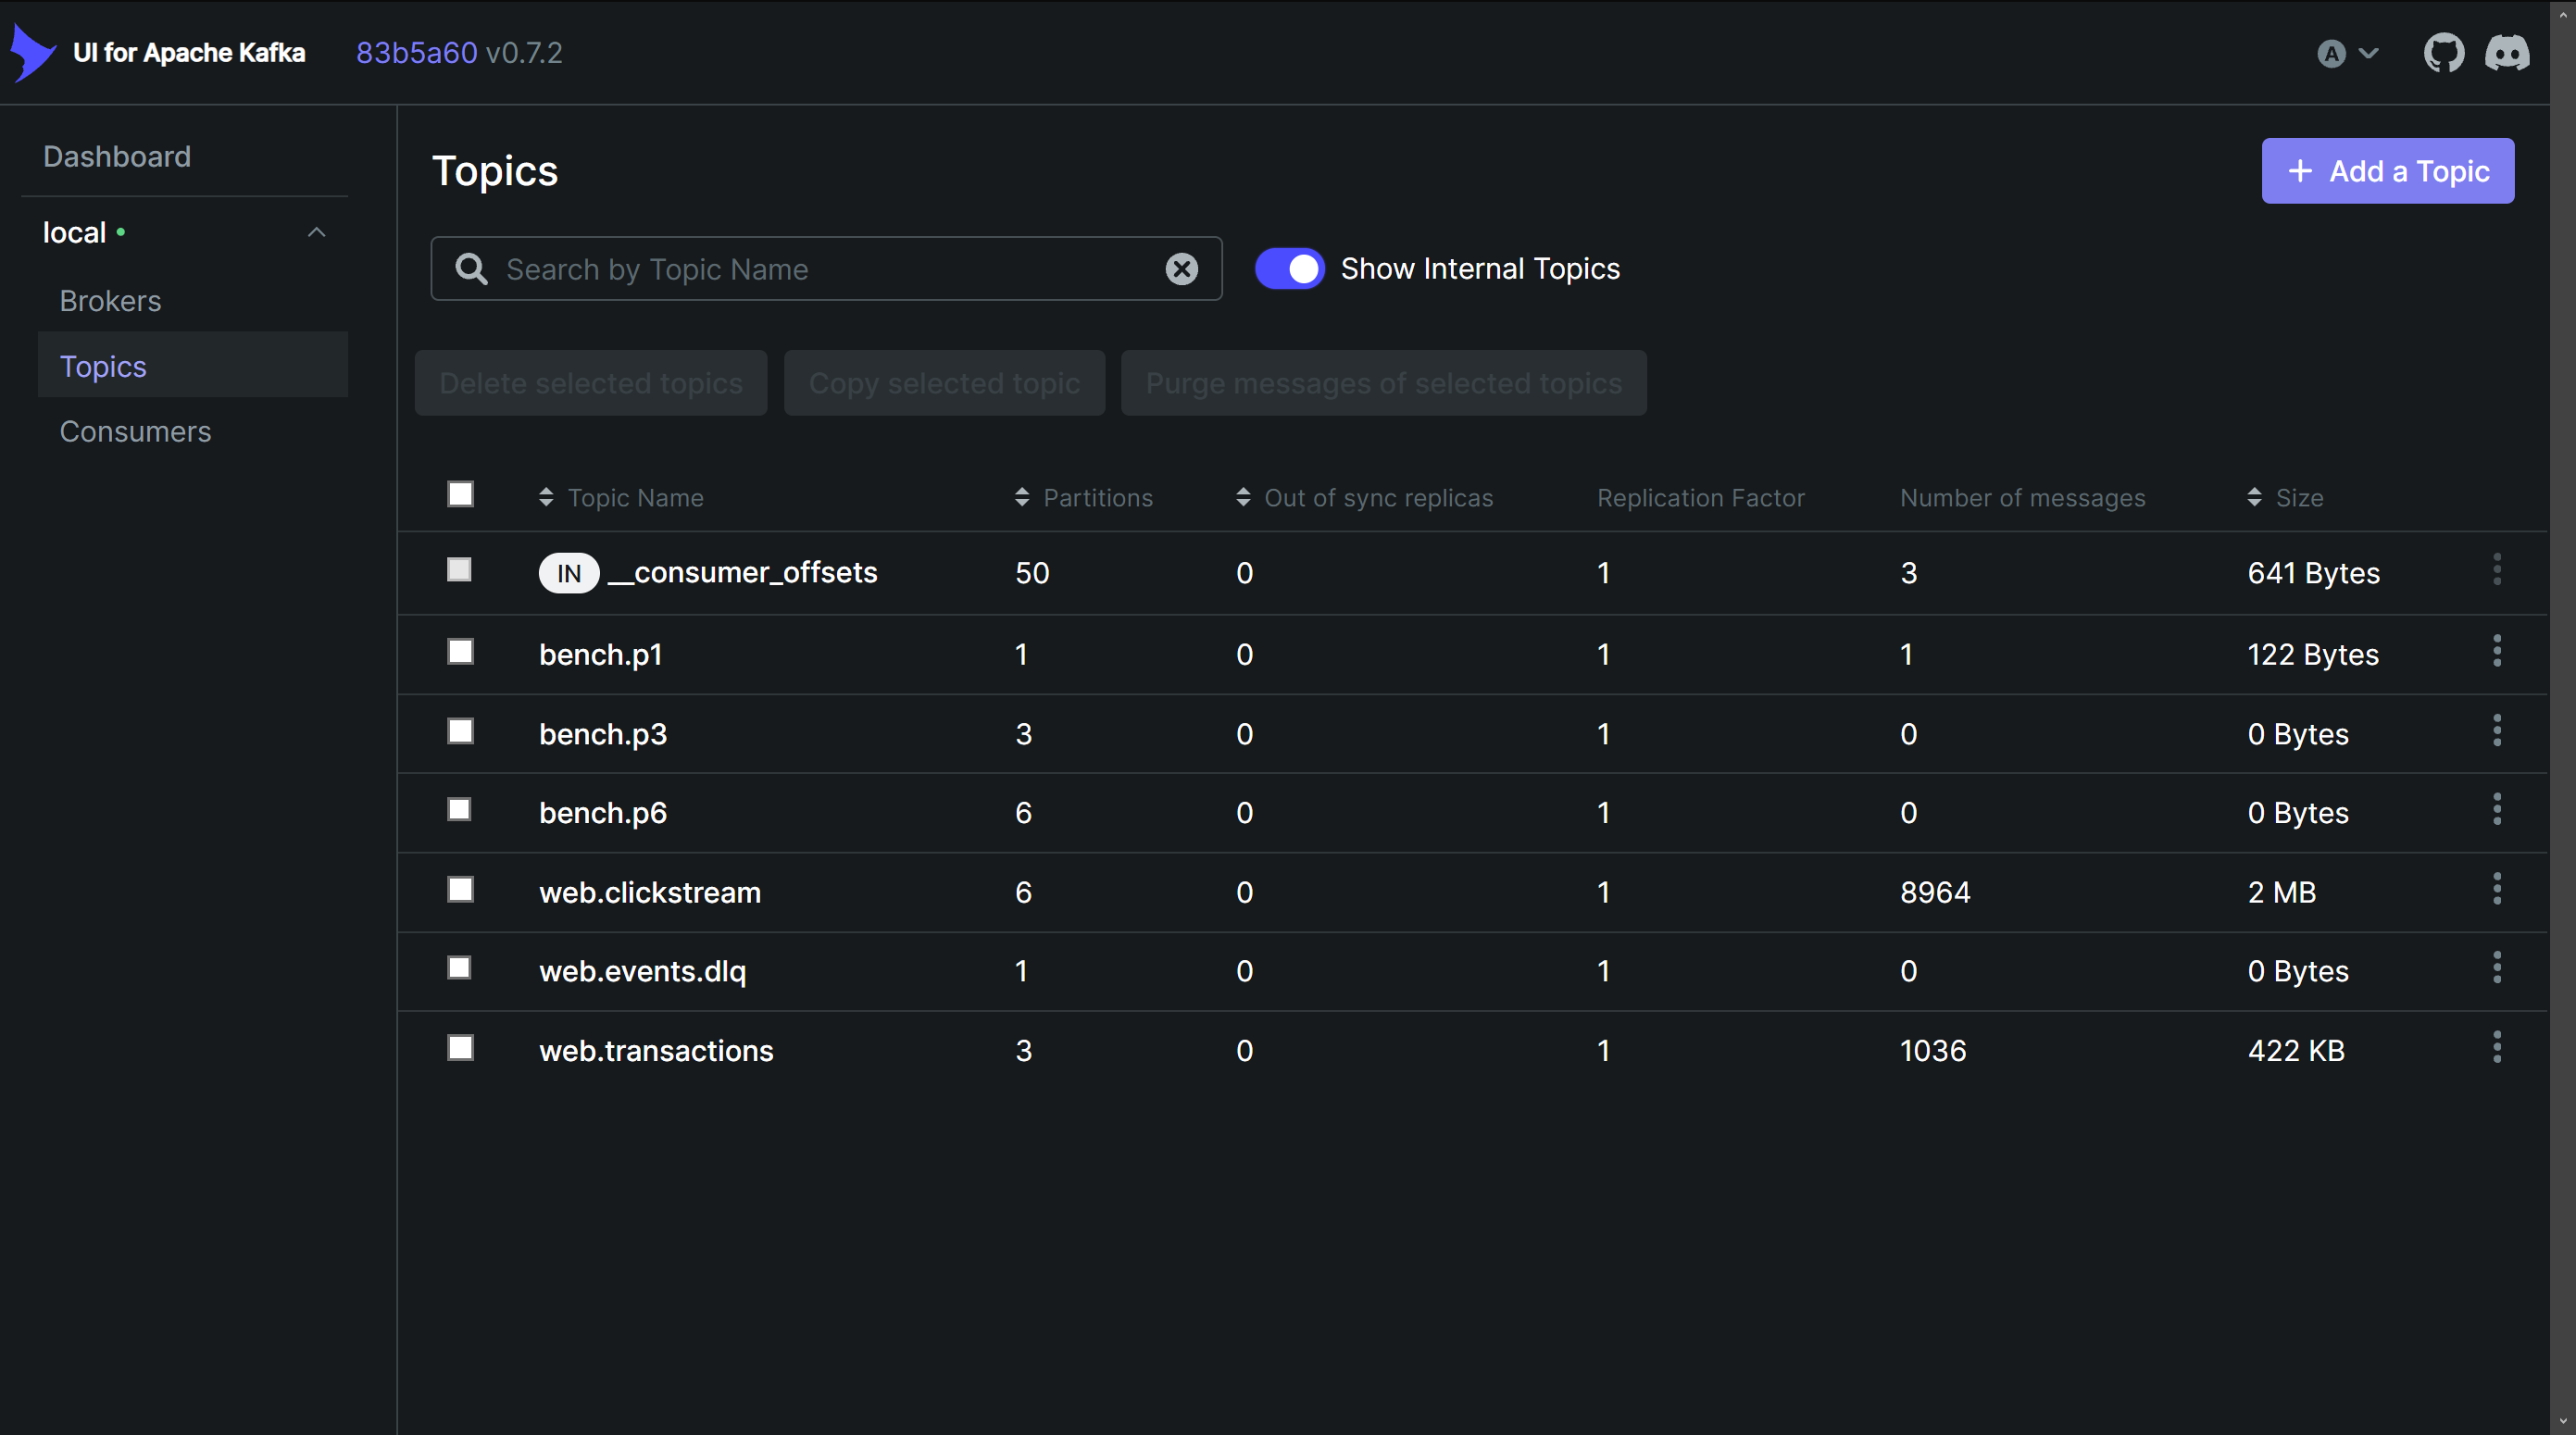 UI for Apache Kafka 83b5a60 v0.7.2 A
Dashboard
local
Brokers
Topics
Consumers
Topics
Add a Topic
Search by Topic Name
Show Internal Topics
Delete selected topics Copy selected topic Purge messages of selected topics
Topic Name Partitions Out of sync replicas Replication Factor Number of messages Size
IN __consumer_offsets 50 0 1 3 641 Bytes
bench.p1 1 0 1 1 122 Bytes
bench.p3 3 0 1 0 0 Bytes
bench.p6 6 0 1 0 0 Bytes
web.clickstream 6 0 1 8964 2 MB
web.events.dlq 1 0 1 0 0 Bytes
web.transactions 3 0 1 1036 422 KB